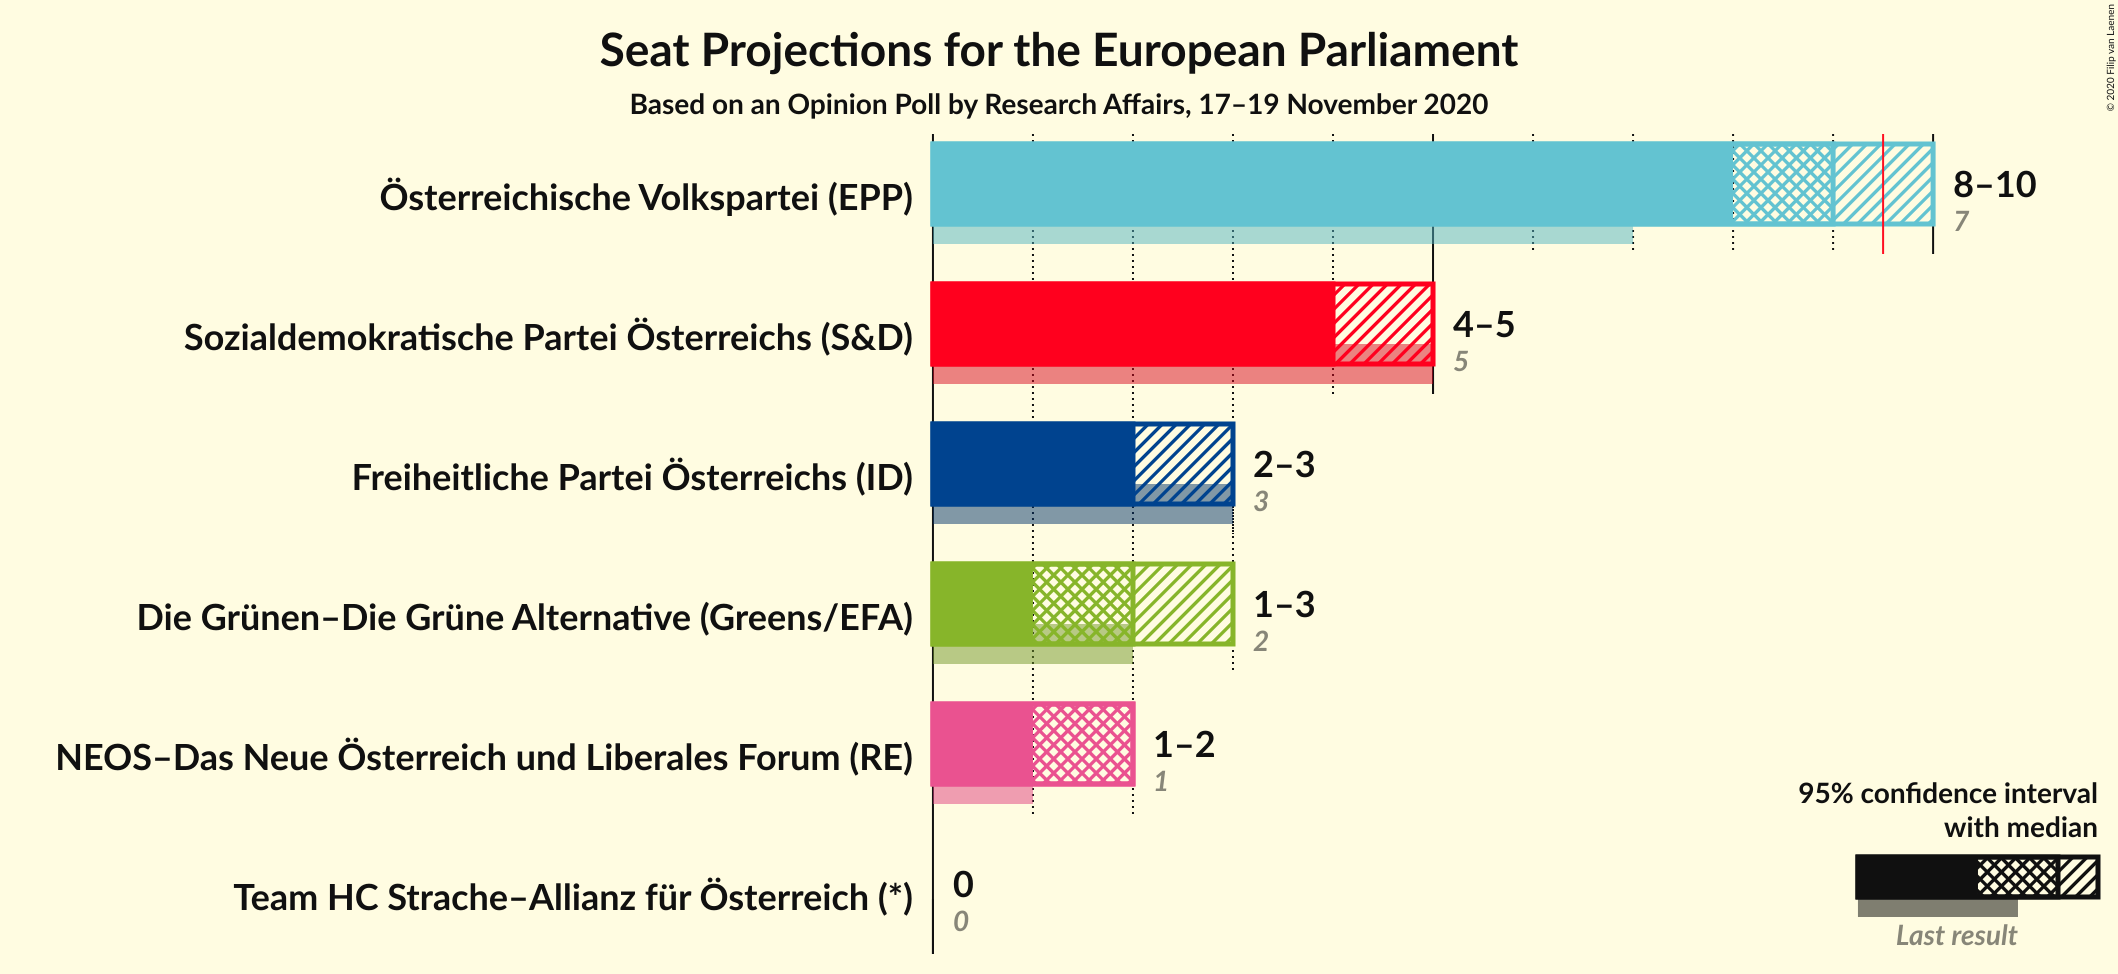 Seat Projections for the European Parliament
Based on an Opinion Poll by Research Affairs, 17–19 November 2020
© 2020 Filip van Laenen
Österreichische Volkspartei (EPP)
8–10
7
Sozialdemokratische Partei Österreichs (S&D)
4–5
5
Freiheitliche Partei Österreichs (ID)
2–3
3
Die Grünen–Die Grüne Alternative (Greens/EFA)
1–3
2
NEOS–Das Neue Österreich und Liberales Forum (RE)
1–2
1
Team HC Strache–Allianz für Österreich (*)
0
0
95% confidence interval
with median
Last result